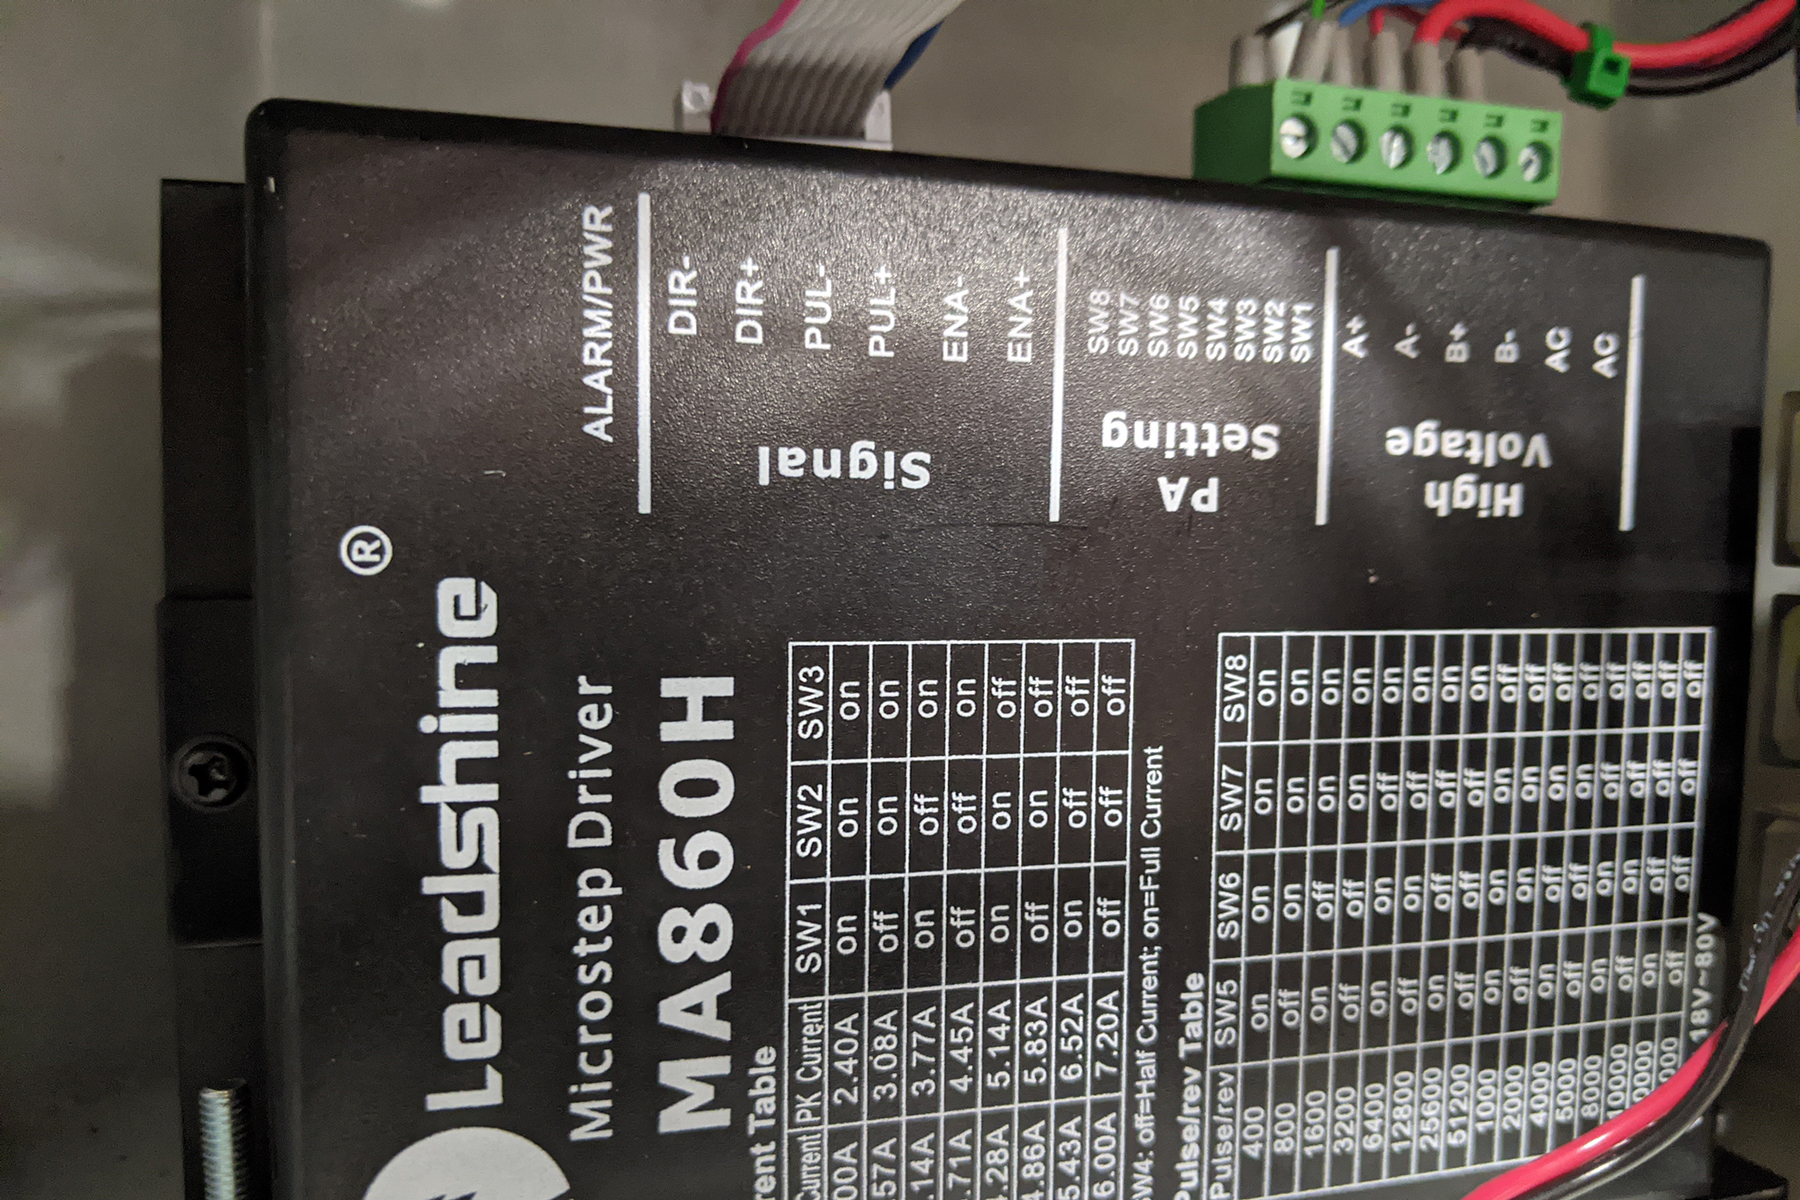 Leadshine ®
Microstep Driver
MA860H
rent Table
Current PK Current SW1 SW2 SW3
00A 2.40A on on on
.57A 3.08A off on on
.14A 3.77A on off on
.71A 4.45A off off on
.28A 5.14A on on off
4.86A 5.83A off on off
5.43A 6.52A on off off
6.00A 7.20A off off off
SW4: off=Half Current; on=Full Current
Pulse/rev Table
Pulse/rev SW5 SW6 SW7 SW8
400 on on on on
800 off on on on
1600 on off on on
3200 off off on on
6400 on on off on
12800 off on off on
25600 on off off on
51200 off off off on
1000 on on on off
2000 off on on off
4000 on off on off
5000 off off on off
8000 on on off off
10000 off on off off
0000 on off off off
000 off off off off
18V~80V
ALARM/PWR
Signal
DIR-
DIR+
PUL-
PUL+
ENA-
ENA+
PA
Setting
SW8
SW7
SW6
SW5
SW4
SW3
SW2
SW1
High
Voltage
A+
A-
B+
B-
AC
AC